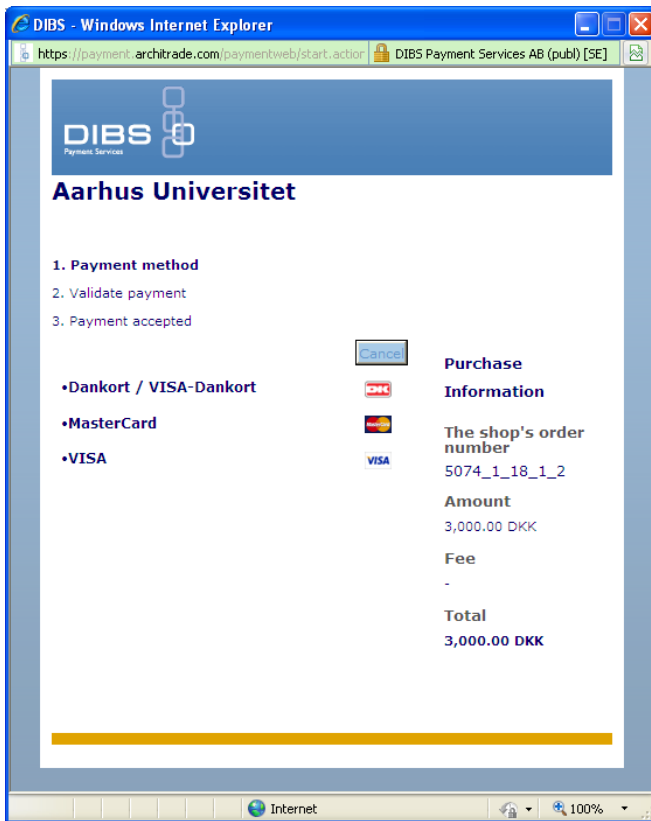 DIBS - Windows Internet Explorer
https://payment.architrade.com/paymentweb/start.action DIBS Payment Services AB (publ) [SE]
DIBS
Payment Services
Aarhus Universitet
1. Payment method
2. Validate payment
3. Payment accepted
Cancel
•Dankort / VISA-Dankort
DK
•MasterCard
MasterCard
•VISA
VISA
Purchase
Information
The shop's order
number
5074_1_18_1_2
Amount
3,000.00 DKK
Fee
-
Total
3,000.00 DKK
Internet
100%